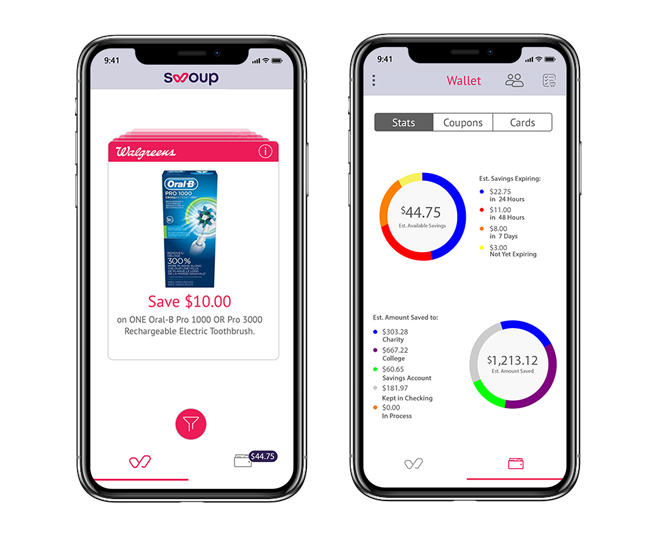 9:41
swoup
Walgreens
i
Oral-B
PRO 1000
300%
Save $10.00
on ONE Oral-B Pro 1000 OR Pro 3000
Rechargeable Electric Toothbrush.
$44.75
9:41
Wallet
Stats Coupons Cards
$44.75
Est. Available Savings
Est. Savings Expiring:
$22.75
in 24 Hours
$11.00
in 48 Hours
$8.00
in 7 Days
$3.00
Not Yet Expiring
Est. Amount Saved to:
$303.28
Charity
$667.22
College
$60.65
Savings Account
$181.97
Kept in Checking
$0.00
In Process
$1,213.12
Est. Amount Saved